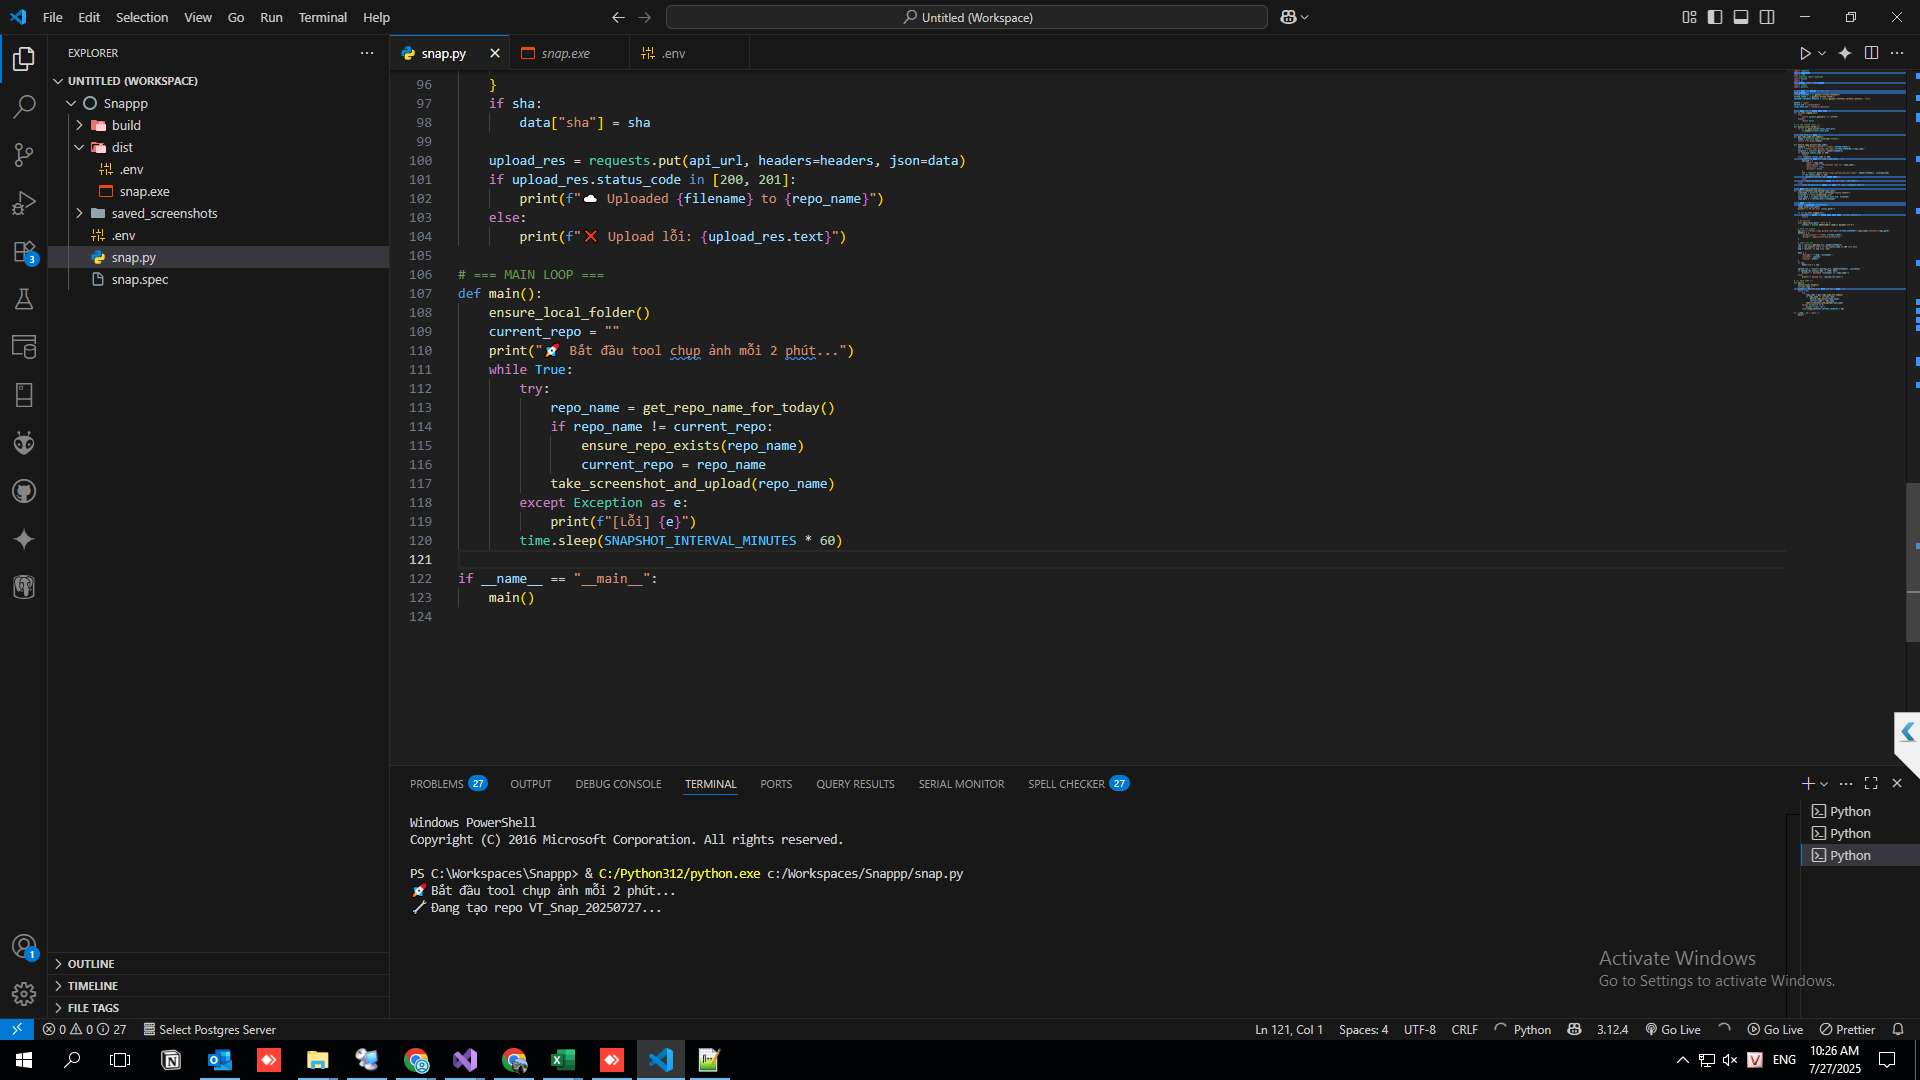 File Edit Selection View Go Run Terminal Help
Untitled (Workspace)
EXPLORER
UNTITLED (WORKSPACE)
Snappp
build
dist
.env
snap.exe
saved_screenshots
.env
snap.py
snap.spec
OUTLINE
TIMELINE
FILE TAGS
3
1
snap.py
snap.exe
.env
96 }
97 if sha:
98 data["sha"] = sha
99
100 upload_res = requests.put(api_url, headers=headers, json=data)
101 if upload_res.status_code in [200, 201]:
102 print(f"☁️ Uploaded {filename} to {repo_name}")
103 else:
104 print(f"❌ Upload lỗi: {upload_res.text}")
105
106 # === MAIN LOOP ===
107 def main():
108 ensure_local_folder()
109 current_repo = ""
110 print("🚀 Bắt đầu tool chụp ảnh mỗi 2 phút...")
111 while True:
112 try:
113 repo_name = get_repo_name_for_today()
114 if repo_name != current_repo:
115 ensure_repo_exists(repo_name)
116 current_repo = repo_name
117 take_screenshot_and_upload(repo_name)
118 except Exception as e:
119 print(f"[Lỗi] {e}")
120 time.sleep(SNAPSHOT_INTERVAL_MINUTES * 60)
121
122 if __name__ == "__main__":
123 main()
124
PROBLEMS 27 OUTPUT DEBUG CONSOLE TERMINAL PORTS QUERY RESULTS SERIAL MONITOR SPELL CHECKER 27
Windows PowerShell
Copyright (C) 2016 Microsoft Corporation. All rights reserved.
PS C:\Workspaces\Snappp> & C:/Python312/python.exe c:/Workspaces/Snappp/snap.py
🚀 Bắt đầu tool chụp ảnh mỗi 2 phút...
🔧 Đang tạo repo VT_Snap_20250727...
Python
Python
Python
Activate Windows
Go to Settings to activate Windows.
0 0 27 Select Postgres Server
Ln 121, Col 1 Spaces: 4 UTF-8 CRLF Python 3.12.4 Go Live Go Live Prettier
ENG
10:26 AM
7/27/2025